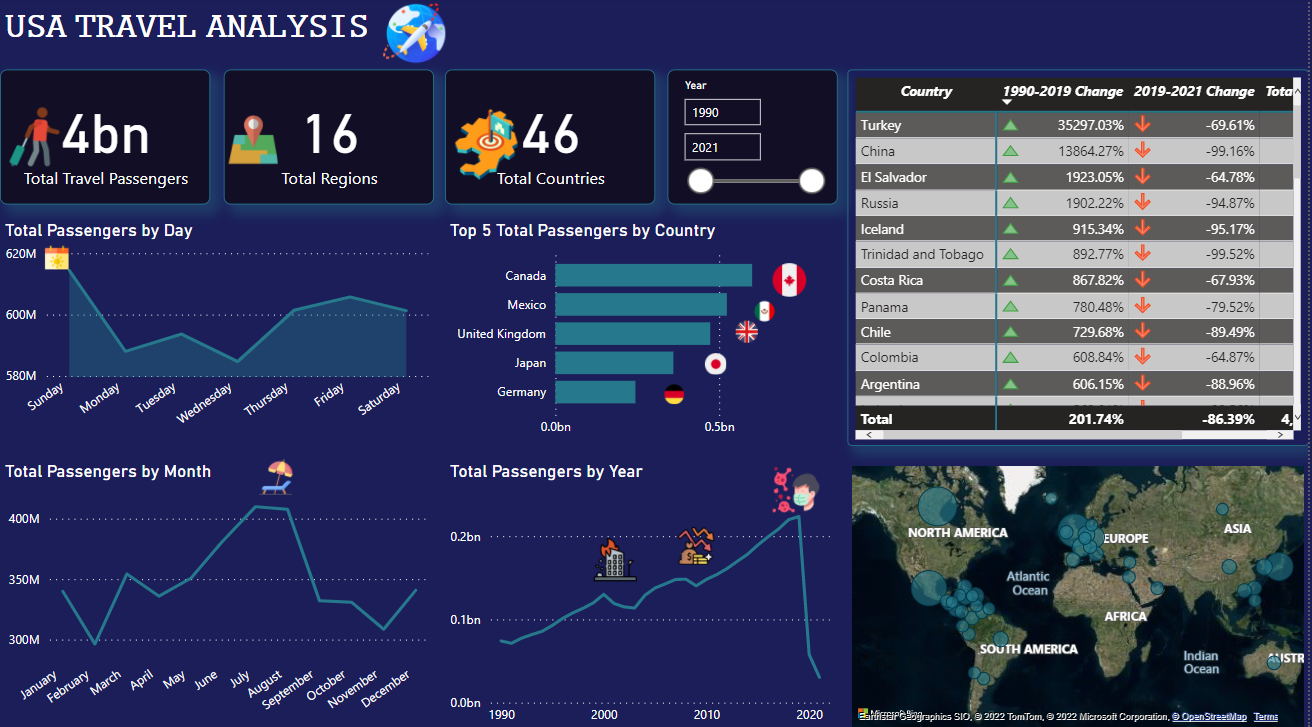 USA TRAVEL ANALYSIS
4bn
Total Travel Passengers
16
Total Regions
46
Total Countries
Year
1990
2021
Country 1990-2019 Change 2019-2021 Change Tota
Turkey 35297.03% -69.61%
China 13864.27% -99.16%
El Salvador 1923.05% -64.78%
Russia 1902.22% -94.87%
Iceland 915.34% -95.17%
Trinidad and Tobago 892.77% -99.52%
Costa Rica 867.82% -67.93%
Panama 780.48% -79.52%
Chile 729.68% -89.49%
Colombia 608.84% -64.87%
Argentina 606.15% -88.96%
Total 201.74% -86.39% 4,
Total Passengers by Day
620M
600M
580M
Sunday Monday Tuesday Wednesday Thursday Friday Saturday
Top 5 Total Passengers by Country
Canada
Mexico
United Kingdom
Japan
Germany
0.0bn 0.5bn
Total Passengers by Month
400M
350M
300M
January February March April May June July August September October November December
Total Passengers by Year
0.2bn
0.1bn
0.0bn
1990 2000 2010 2020
NORTH AMERICA
EUROPE
ASIA
Atlantic
Ocean
AFRICA
SOUTH AMERICA
Indian
Ocean
AUSTR
Microsoft Bing
Earthstar Geographics SIO, © 2022 TomTom, © 2022 Microsoft Corporation, © OpenStreetMap Terms